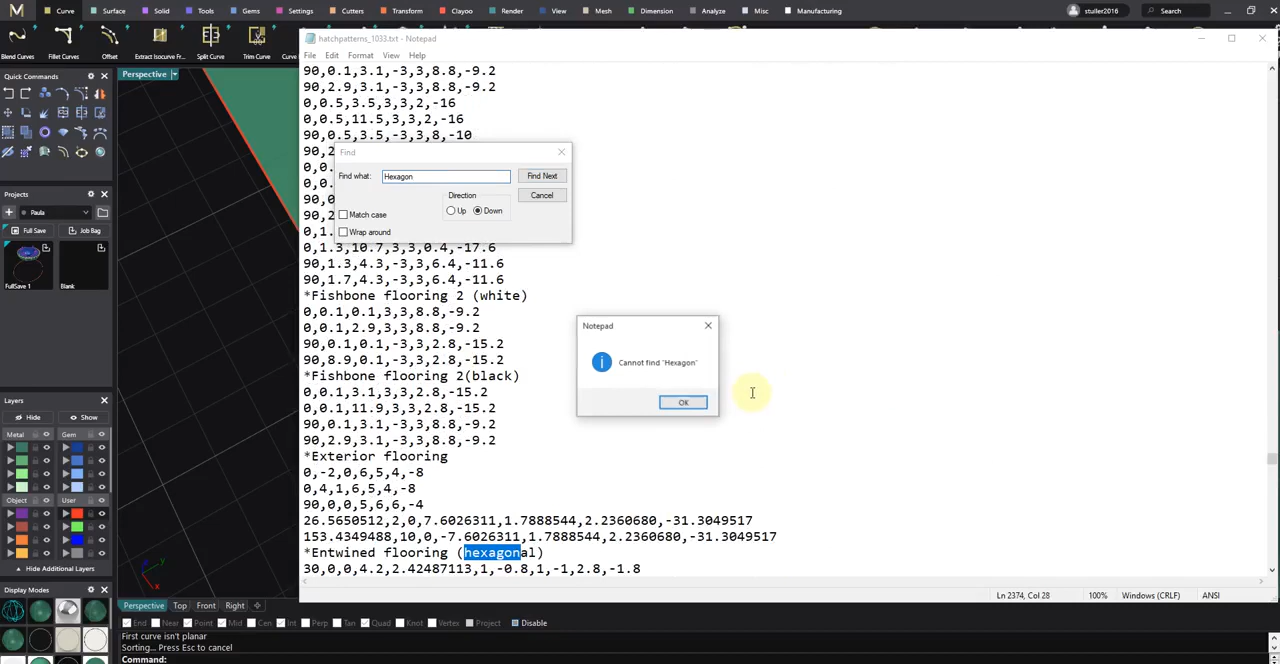 Curve Surface Solid Tools Gems Settings Cutters Transform Clayoo Render View Mesh Dimension Analyze Misc Manufacturing stuller2016 Search
Blend Curves Fillet Curves Offset Extract Isocurve Fr... Split Curve Trim Curve Curve
hatchpatterns_1033.txt - Notepad
File Edit Format View Help
Quick Commands
Perspective
90,0.1,3.1,-3,3,8.8,-9.2
90,2.9,3.1,-3,3,8.8,-9.2
0,0.5,3.5,3,3,2,-16
0,0.5,11.5,3,3,2,-16
90,0.5,3.5,-3,3,8,-10
Find
Find what: Hexagon Find Next
Direction Cancel
Up Down
Match case
Wrap around
0,1.3,10.7,3,3,0.4,-17.6
90,1.3,4.3,-3,3,6.4,-11.6
90,1.7,4.3,-3,3,6.4,-11.6
*Fishbone flooring 2 (white)
0,0.1,0.1,3,3,8.8,-9.2
0,0.1,2.9,3,3,8.8,-9.2
90,0.1,0.1,-3,3,2.8,-15.2
90,8.9,0.1,-3,3,2.8,-15.2
*Fishbone flooring 2(black)
0,0.1,3.1,3,3,2.8,-15.2
0,0.1,11.9,3,3,2.8,-15.2
90,0.1,3.1,-3,3,8.8,-9.2
90,2.9,3.1,-3,3,8.8,-9.2
*Exterior flooring
0,-2,0,6,5,4,-8
0,4,1,6,5,4,-8
90,0,0,5,6,6,-4
26.5650512,2,0,7.6026311,1.7888544,2.2360680,-31.3049517
153.4349488,10,0,-7.6026311,1.7888544,2.2360680,-31.3049517
*Entwined flooring (hexagonal)
30,0,0,4.2,2.42487113,1,-0.8,1,-1,2.8,-1.8
Notepad
Cannot find "Hexagon"
OK
Ln 2374, Col 28 100% Windows (CRLF) ANSI
Projects
Paula
Full Save Job Bag
FullSave 1 Blank
Layers
Hide Show
Metal Gem
Object User
Hide Additional Layers
Display Modes
Perspective Top Front Right
End Near Point Mid Cen Int Perp Tan Quad Knot Vertex Project Disable
First curve isn't planar
Sorting... Press Esc to cancel
Command: